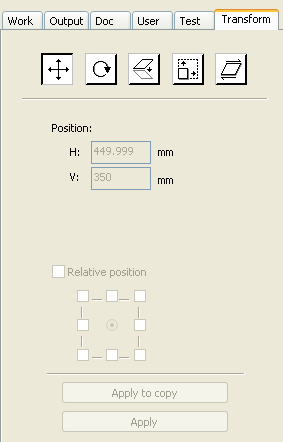 Work Output Doc User Test Transform
Position:
H: 449.999 mm
V: 350 mm
Relative position
Apply to copy
Apply